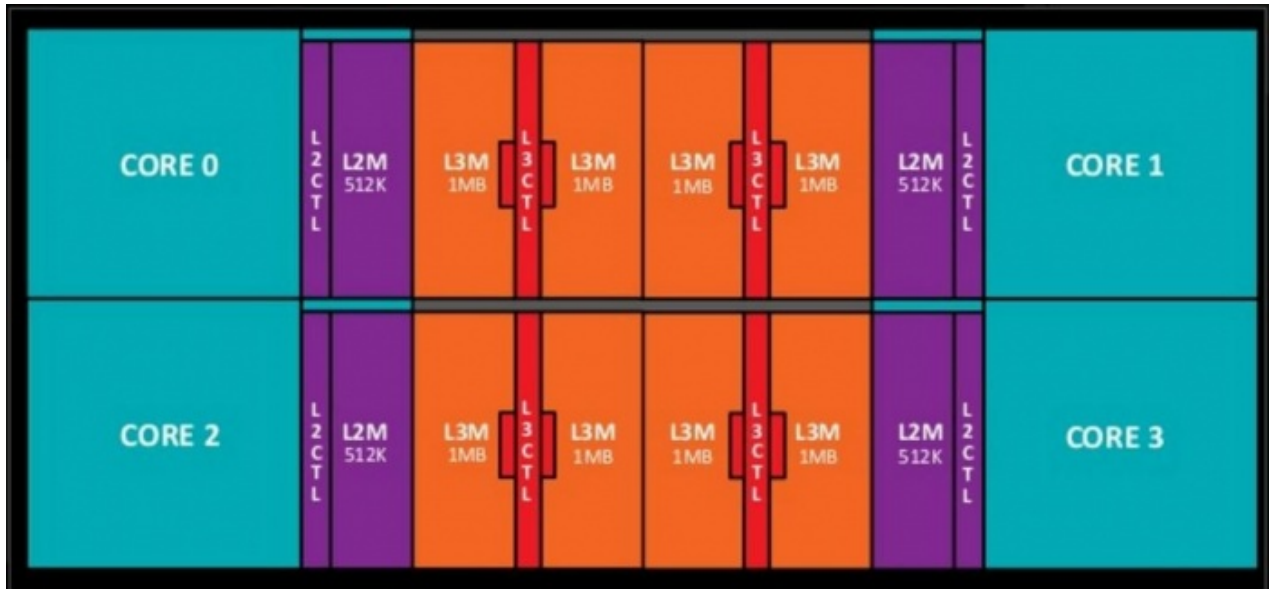 CORE 0
L2CTL
L2M
512K
L3M
1MB
L3CTL
L3M
1MB
L3M
1MB
L3CTL
L3M
1MB
L2M
512K
L2CTL
CORE 1
CORE 2
L2CTL
L2M
512K
L3M
1MB
L3CTL
L3M
1MB
L3M
1MB
L3CTL
L3M
1MB
L2M
512K
L2CTL
CORE 3